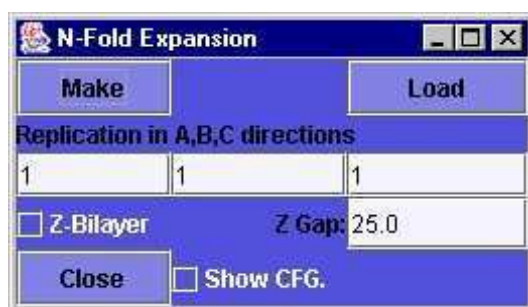 N-Fold Expansion
Make Load
Replication in A,B,C directions
1 1 1
Z-Bilayer Z Gap: 25.0
Close Show CFG.